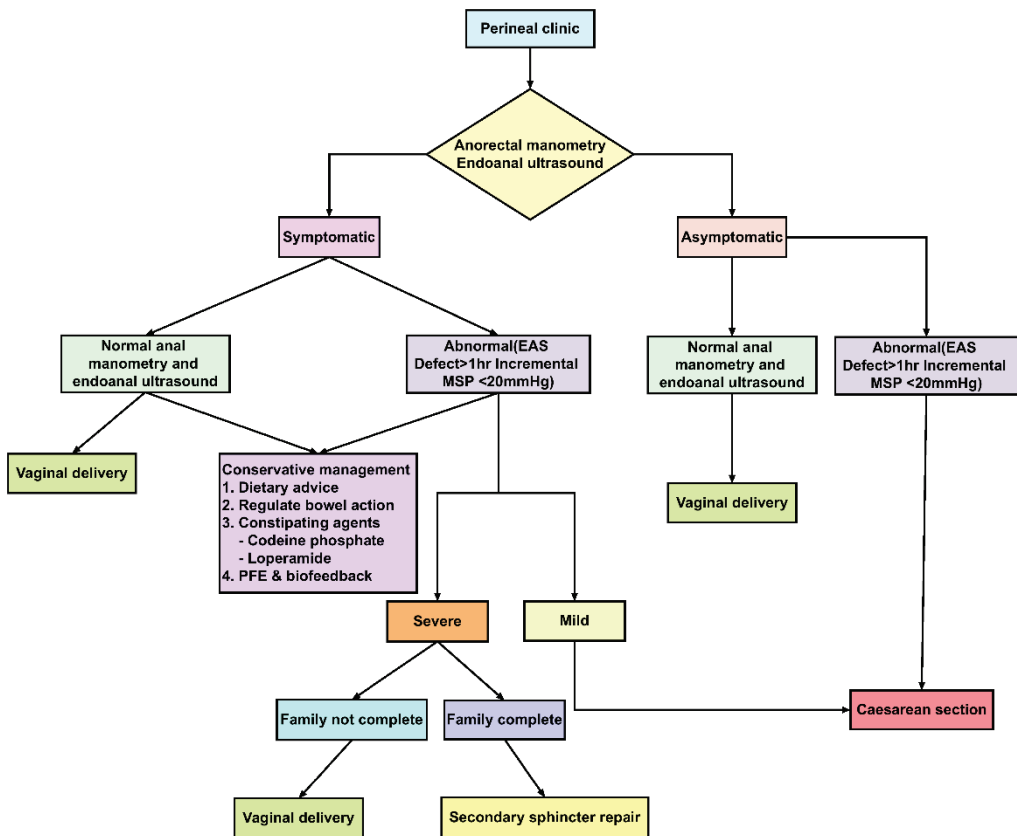 Perineal clinic
Anorectal manometry
Endoanal ultrasound
Symptomatic
Asymptomatic
Normal anal
manometry and
endoanal ultrasound
Abnormal(EAS
Defect>1hr Incremental
MSP <20mmHg)
Normal anal
manometry and
endoanal ultrasound
Abnormal(EAS
Defect>1hr Incremental
MSP <20mmHg)
Vaginal delivery
Conservative management
1. Dietary advice
2. Regulate bowel action
3. Constipating agents
- Codeine phosphate
- Loperamide
4. PFE & biofeedback
Vaginal delivery
Severe
Mild
Family not complete
Family complete
Caesarean section
Vaginal delivery
Secondary sphincter repair